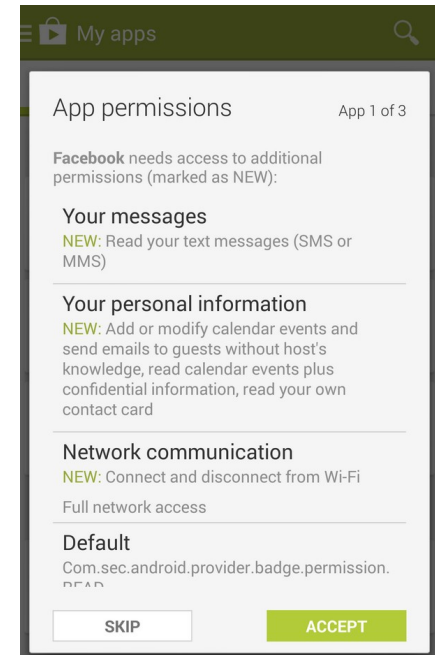 My apps
App permissions
App 1 of 3
Facebook needs access to additional
permissions (marked as NEW):
Your messages
NEW: Read your text messages (SMS or
MMS)
Your personal information
NEW: Add or modify calendar events and
send emails to guests without host's
knowledge, read calendar events plus
confidential information, read your own
contact card
Network communication
NEW: Connect and disconnect from Wi-Fi
Full network access
Default
Com.sec.android.provider.badge.permission.
READ
SKIP
ACCEPT